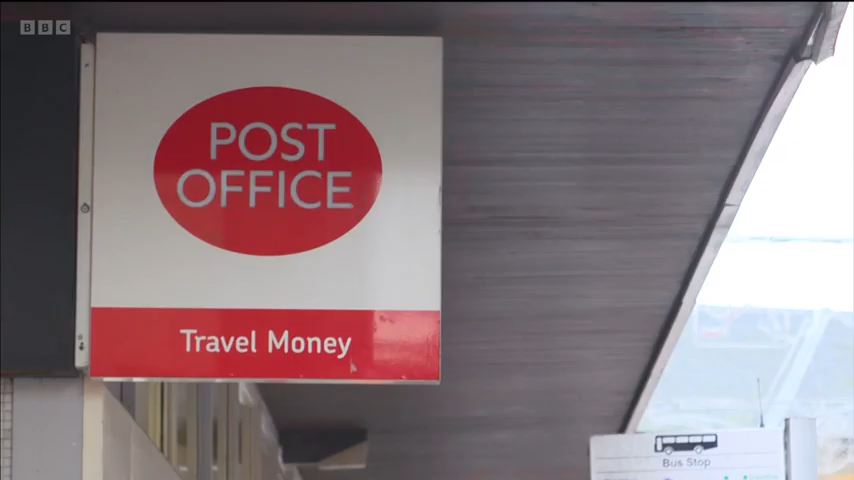 BBC
POST
OFFICE
Travel Money
Bus Stop